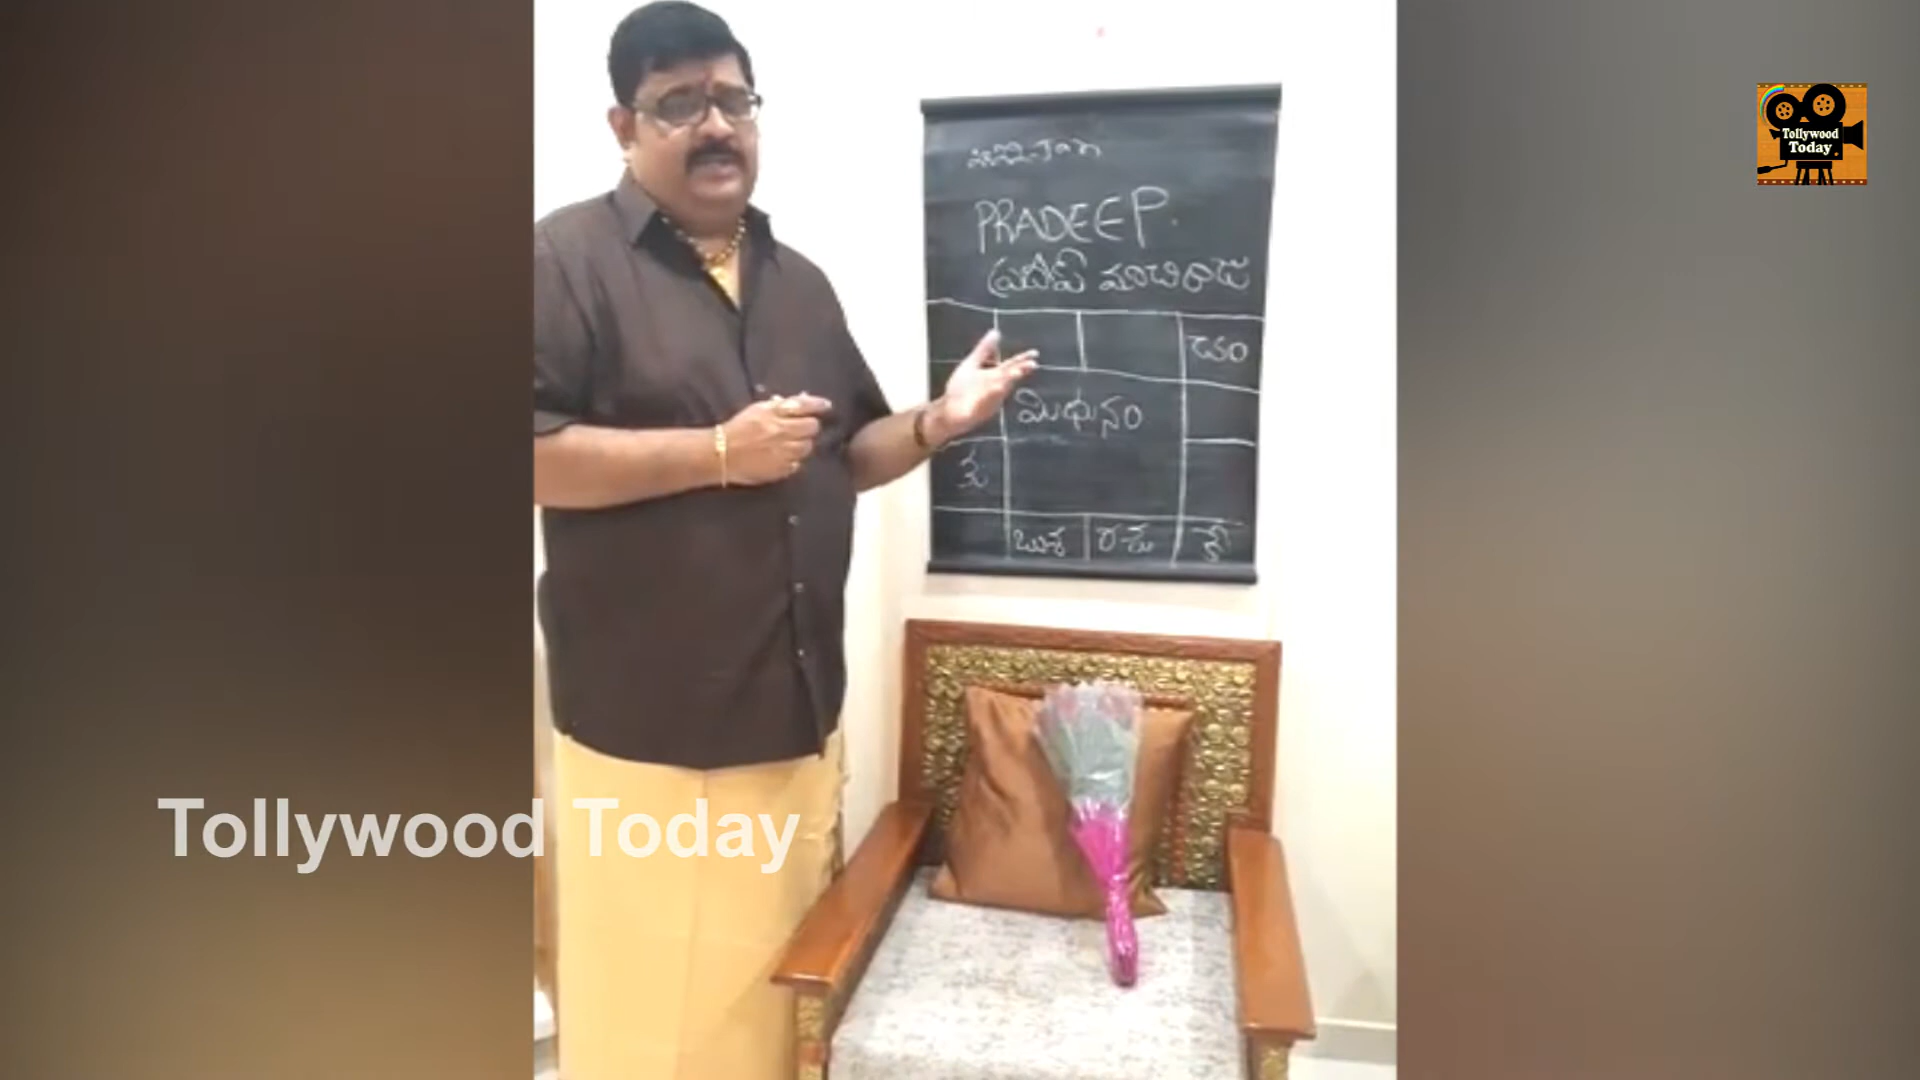 Tollywood
Today
PRADEEP.
ప్రదీప్ మాచిరాజు
మిథునం
కు
బుశ
కే
Tollywood Today